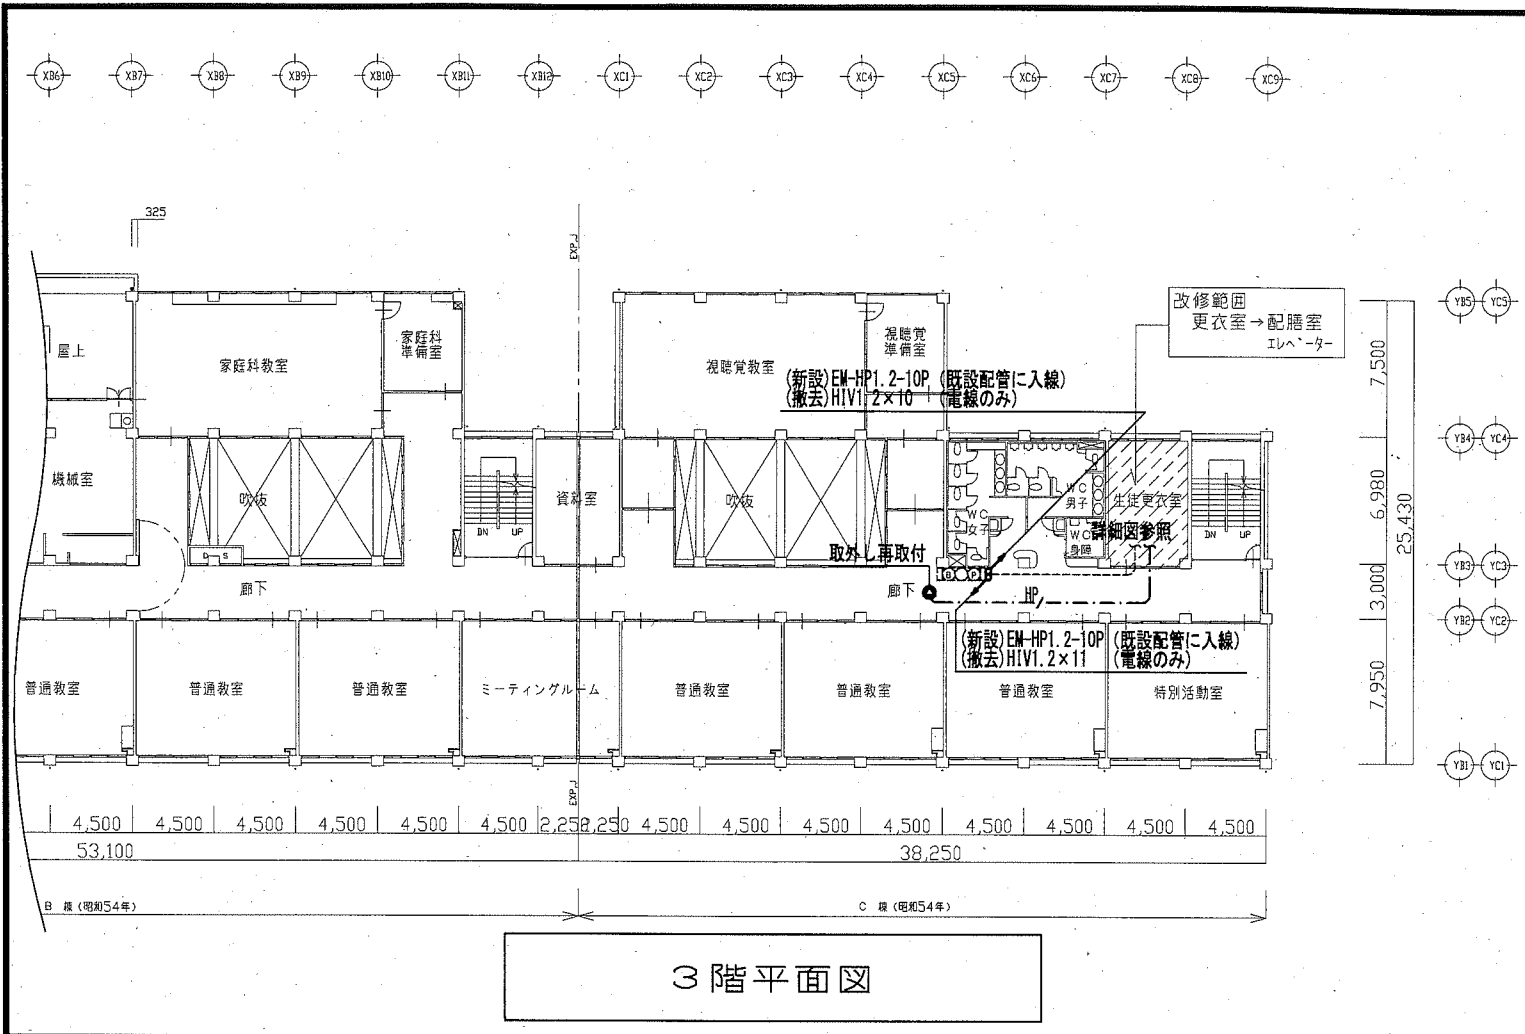 XB6 XB7 XB8 XB9 XB10 XB11 XB12 XC1 XC2 XC3 XC4 XC5 XC6 XC7 XC8 XC9
325
EXP.J
改修範囲
更衣室→配膳室
エレベーター
YB5 YC5
屋上
家庭科教室
家庭科
準備室
視聴覚教室
視聴覚
準備室
7,500
(新設)EM-HP1.2-10P (既設配管に入線)
(撤去)HIV1.2×10 (電線のみ)
YB4 YC4
機械室
吹抜
DN UP
資料室
吹抜
WC
女子
WC
男子
WC
身障
生徒更衣室
DN UP
6,980
25,430
詳細図参照
取外し再取付
D S
B P
YB3 YC3
廊下
廊下
HP
3,000
YB2 YC2
(新設)EM-HP1.2-10P (既設配管に入線)
(撤去)HIV1.2×11 (電線のみ)
普通教室
普通教室
普通教室
ミーティングルーム
普通教室
普通教室
普通教室
特別活動室
7,950
YB1 YC1
EXP.J
4,500 4,500 4,500 4,500 4,500 4,500 2,250 2,250 4,500 4,500 4,500 4,500 4,500 4,500 4,500 4,500
53,100 38,250
B 棟 (昭和54年) C 棟 (昭和54年)
3階平面図